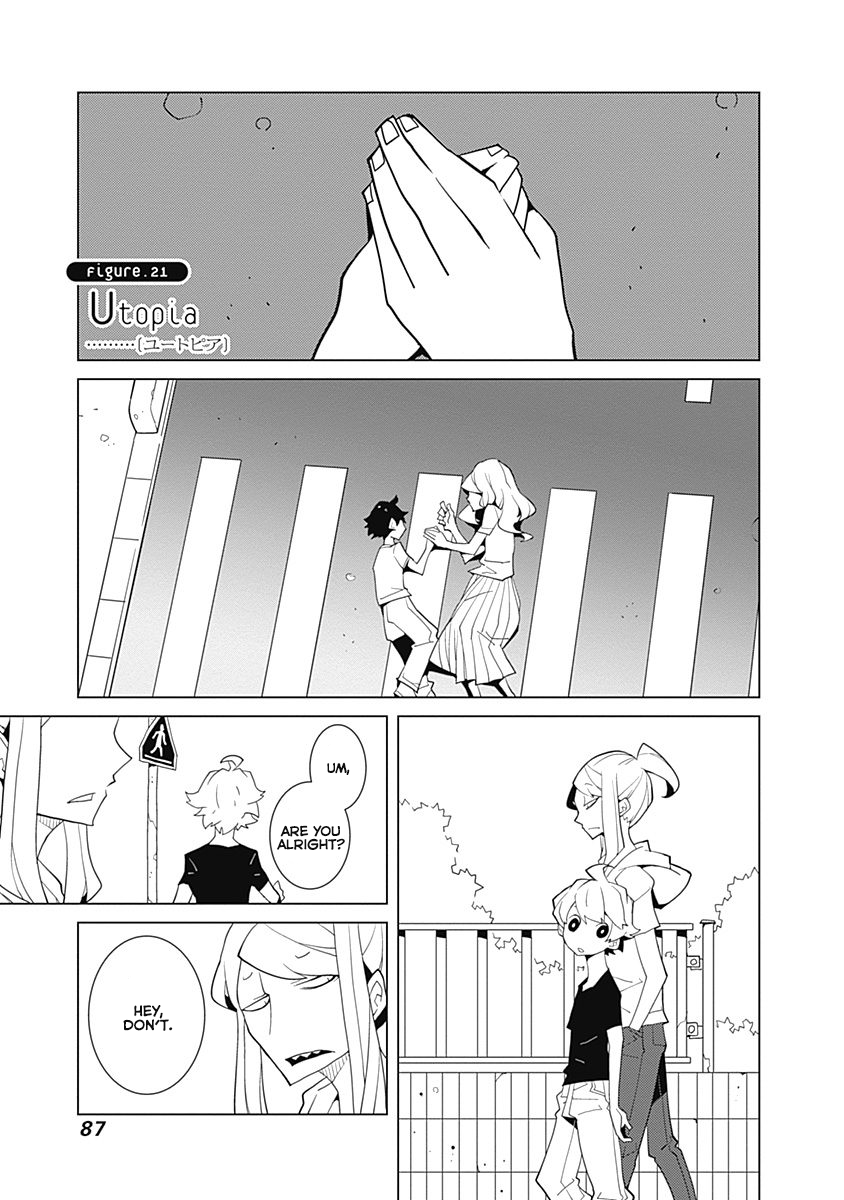 Figure.21
Utopia
………(ユートピア)
UM,
ARE YOU
ALRIGHT?
HEY,
DON'T.
87